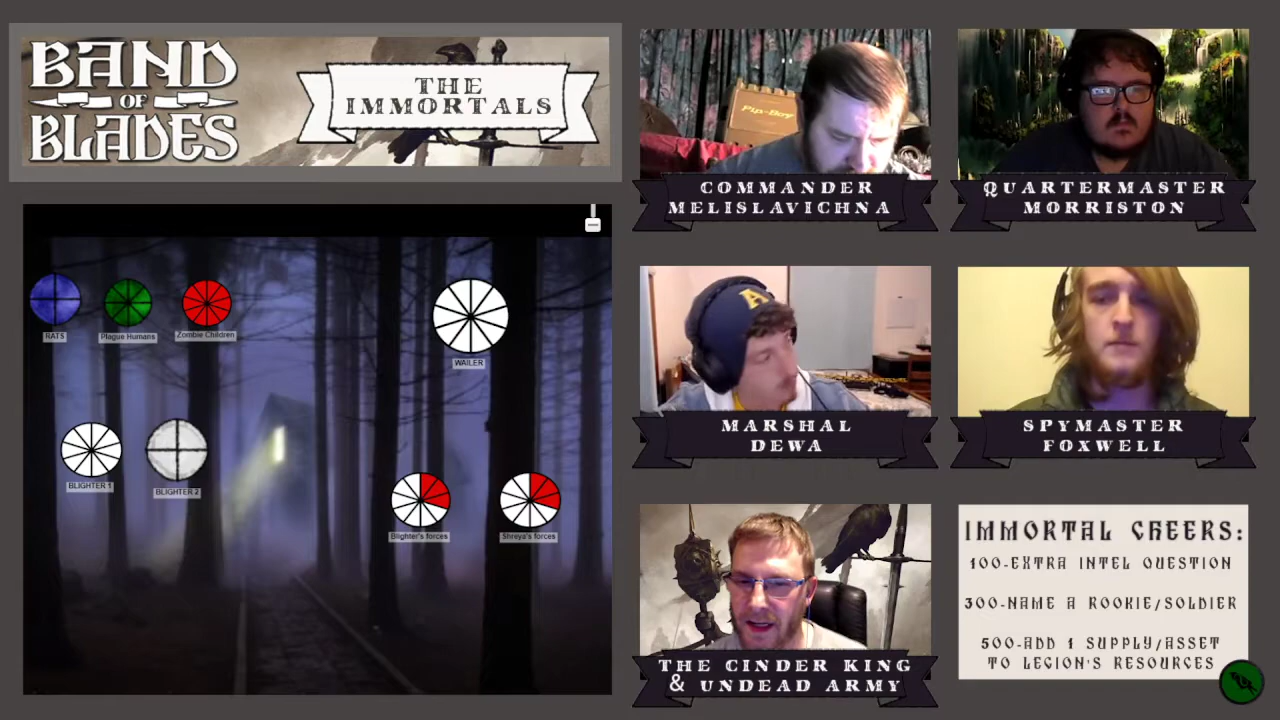 BAND
OF
BLADES
THE
IMMORTALS
RATS
Plague Humans
Zombie Children
WAILER
BLIGHTER 1
BLIGHTER 2
Blighter's forces
Shreya's forces
Pip-Boy
COMMANDER
MELISLAVICHNA
QUARTERMASTER
MORRISTON
A
MARSHAL
DEWA
SPYMASTER
FOXWELL
THE CINDER KING
& UNDEAD ARMY
IMMORTAL CHEERS:
100-EXTRA INTEL QUESTION
300-NAME A ROOKIE/SOLDIER
500-ADD 1 SUPPLY/ASSET
TO LEGION'S RESOURCES